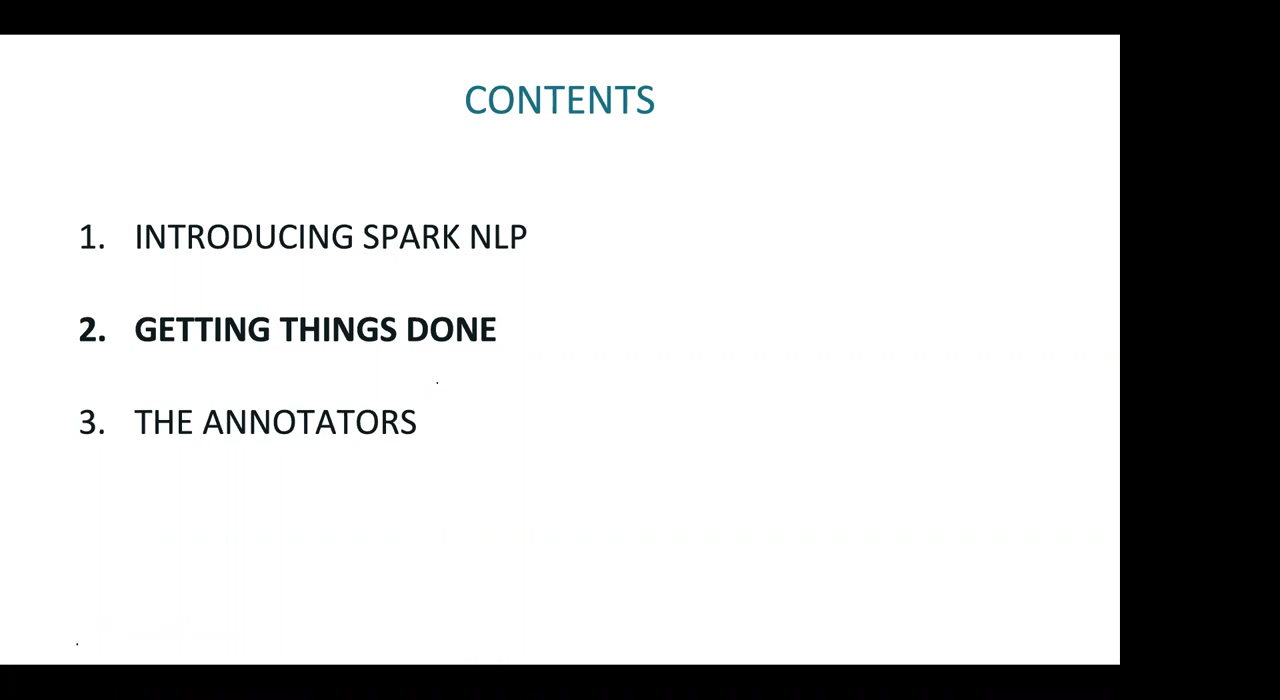 CONTENTS
1. INTRODUCING SPARK NLP
2. GETTING THINGS DONE
3. THE ANNOTATORS